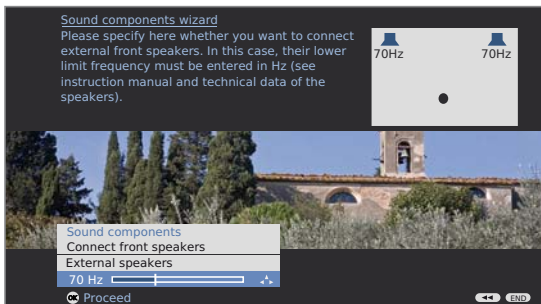 Sound components wizard
Please specify here whether you want to connect
external front speakers. In this case, their lower
limit frequency must be entered in Hz (see
instruction manual and technical data of the
speakers).
70Hz 70Hz
Sound components
Connect front speakers
External speakers
70 Hz
OK Proceed
END